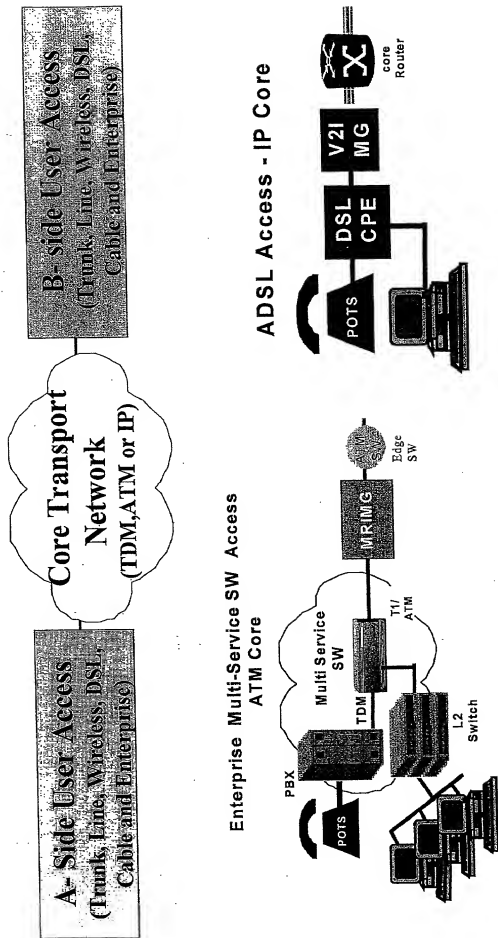 A- Side User Access
(Trunk, Line, Wireless, DSL,
Cable and Enterprise)
Core Transport
Network
(TDM,ATM or IP)
B- side User Access
(Trunk, Line, Wireless, DSL,
Cable and Enterprise)
Enterprise Multi-Service SW Access
ATM Core
PBX
POTS
TDM
Multi Service
SW
T1/
ATM
L2
Switch
MRIMG
ATM
SW
Edge
SW
ADSL Access - IP Core
POTS
DSL
CPE
V2I
MG
core
Router